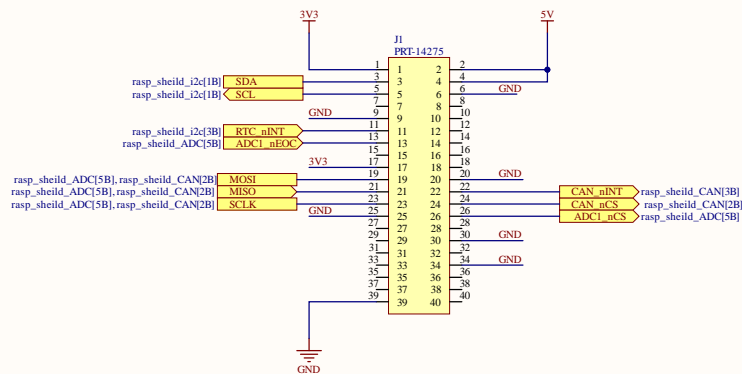 3V3
5V
J1
PRT-14275
1 1 2 2
rasp_sheild_i2c[1B] SDA 3 3 4 4
rasp_sheild_i2c[1B] SCL 5 5 6 6 GND
7 7 8 8
GND 9 9 10 10
rasp_sheild_i2c[3B] RTC_nINT 11 11 12 12
rasp_sheild_ADC[5B] ADC1_nEOC 13 13 14 14
15 15 16 16
3V3 17 17 18 18
rasp_sheild_ADC[5B], rasp_sheild_CAN[2B] MOSI 19 19 20 20 GND
rasp_sheild_ADC[5B], rasp_sheild_CAN[2B] MISO 21 21 22 22 CAN_nINT rasp_sheild_CAN[3B]
rasp_sheild_ADC[5B], rasp_sheild_CAN[2B] SCLK 23 23 24 24 CAN_nCS rasp_sheild_CAN[2B]
GND 25 25 26 26 ADC1_nCS rasp_sheild_ADC[5B]
27 27 28 28
29 29 30 30 GND
31 31 32 32
33 33 34 34 GND
35 35 36 36
37 37 38 38
39 39 40 40
GND